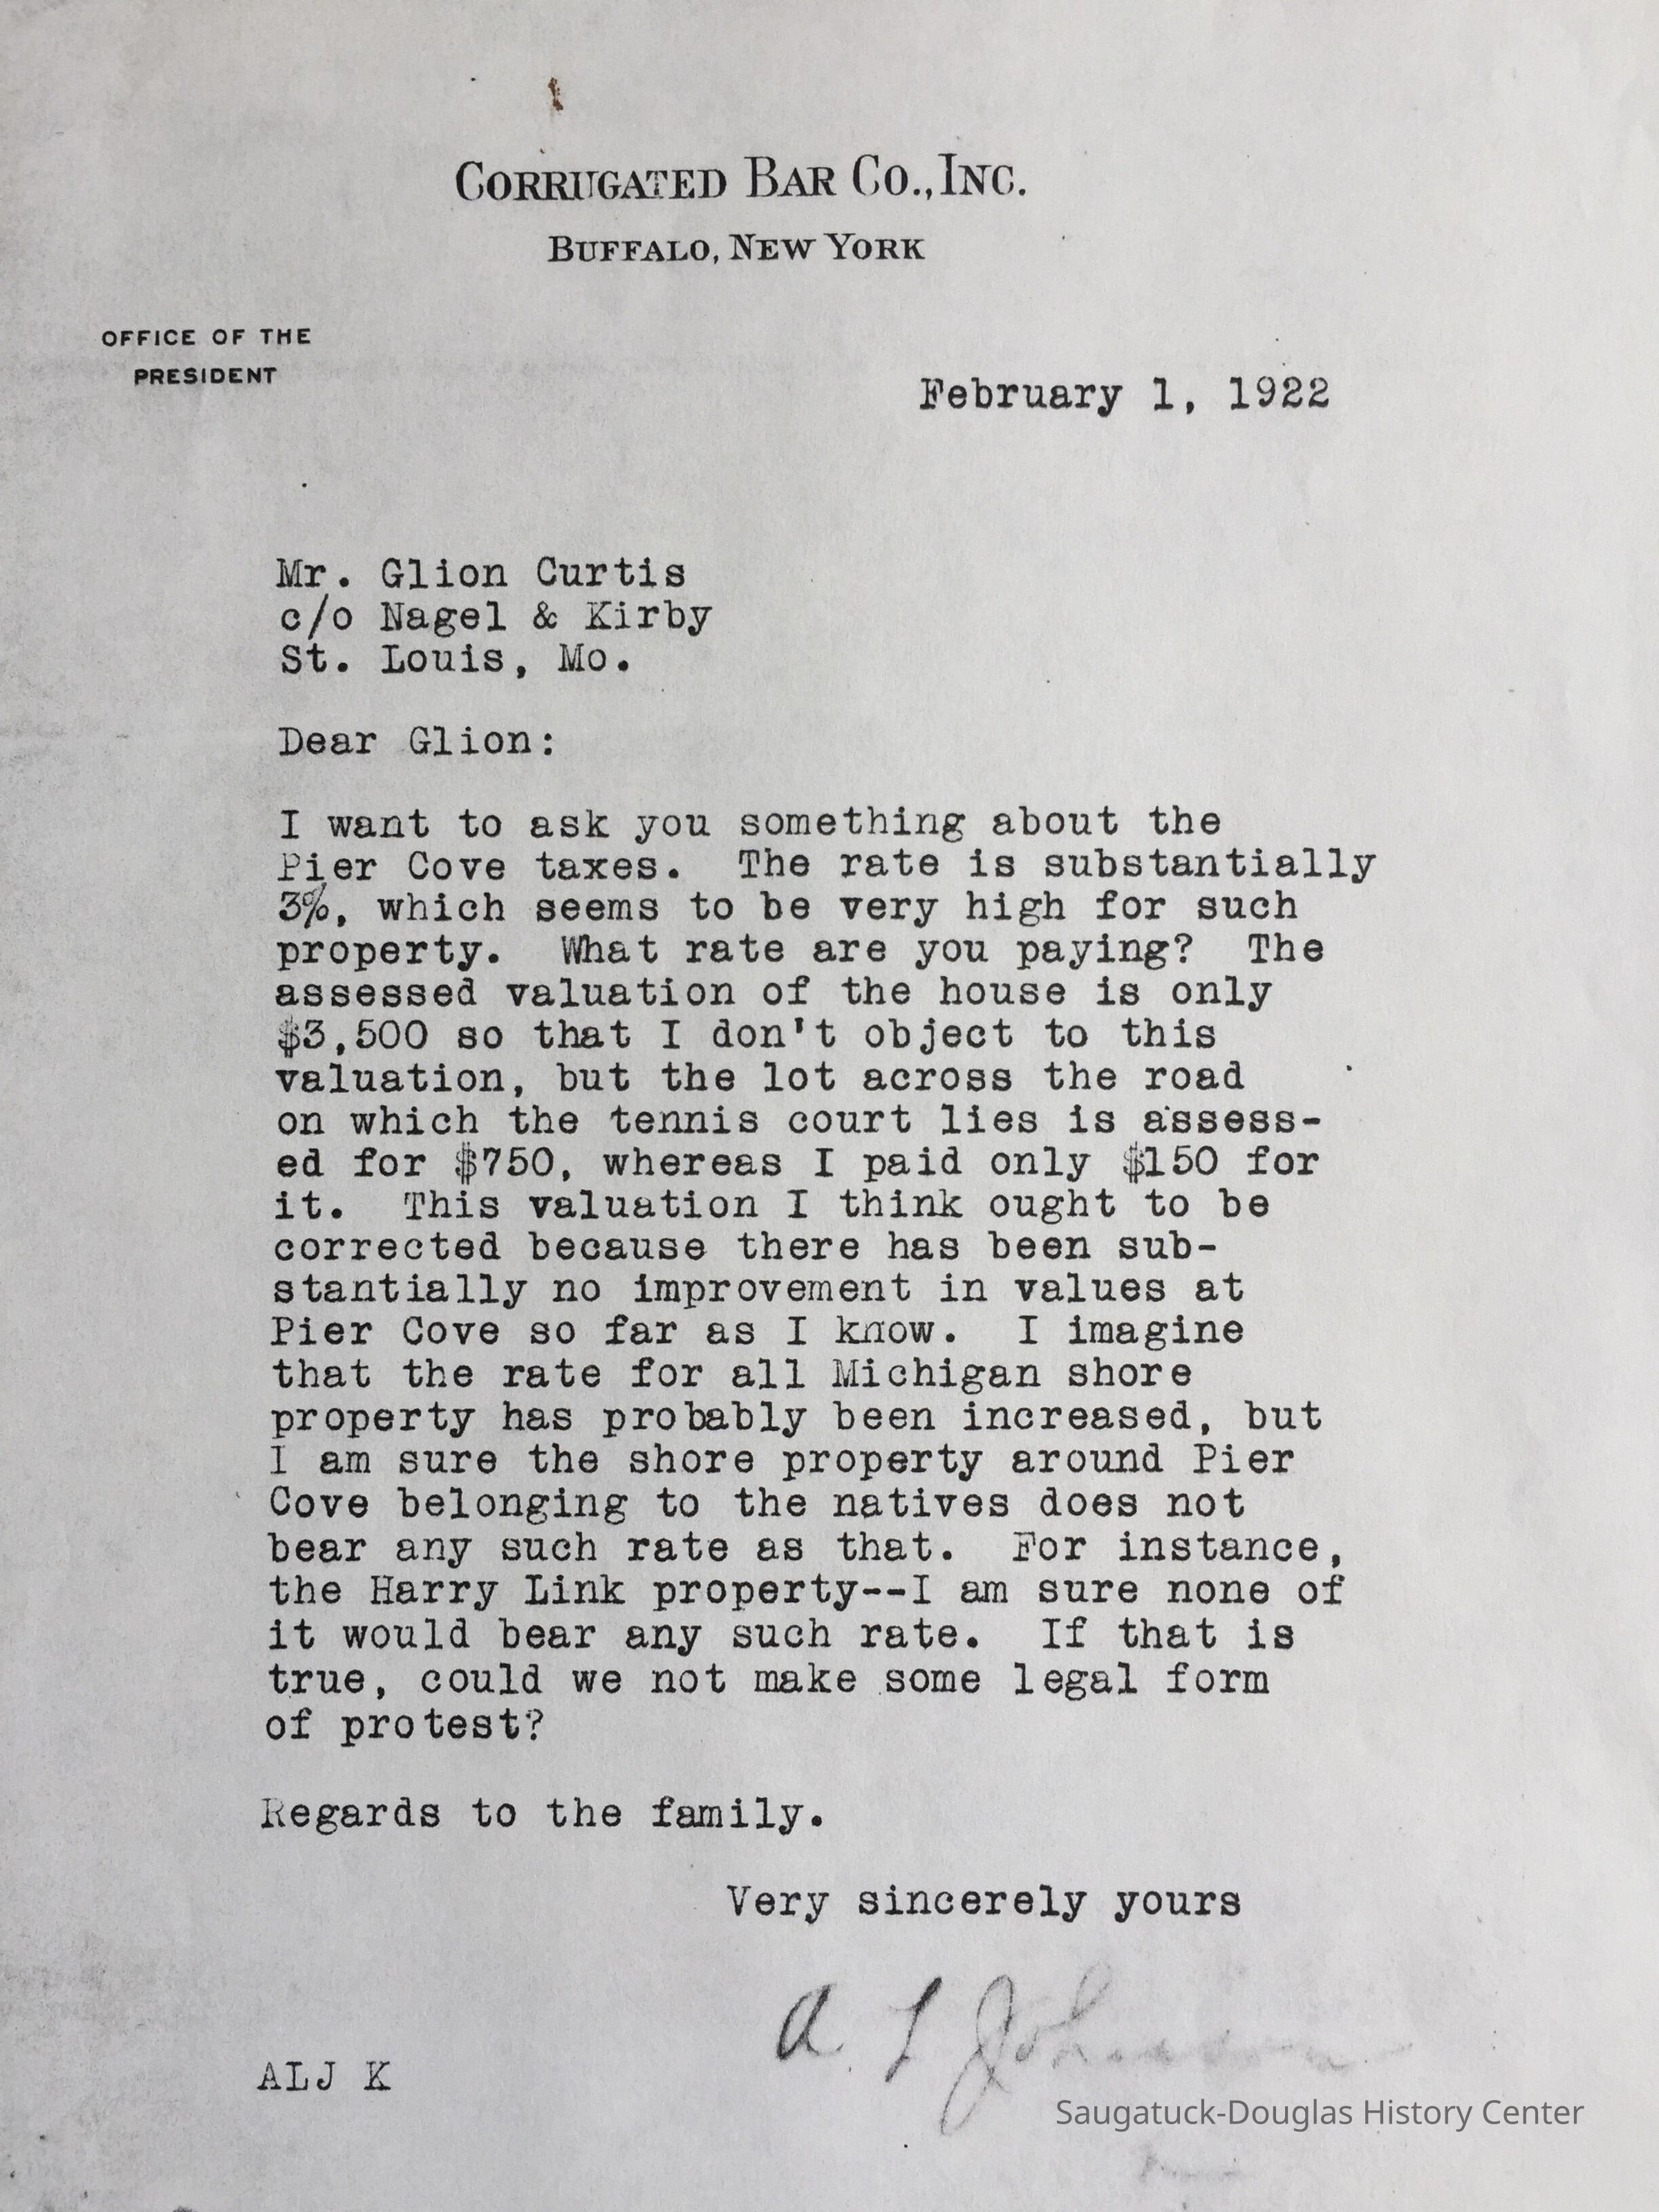 CORRUGATED BAR CO., INC.
BUFFALO, NEW YORK
OFFICE OF THE
PRESIDENT
February 1, 1922
Mr. Glion Curtis
c/o Nagel & Kirby
St. Louis, Mo.
Dear Glion:
I want to ask you something about the
Pier Cove taxes. The rate is substantially
3%, which seems to be very high for such
property. What rate are you paying? The
assessed valuation of the house is only
$3,500 so that I don't object to this
valuation, but the lot across the road
on which the tennis court lies is assess-
ed for $750, whereas I paid only $150 for
it. This valuation I think ought to be
corrected because there has been sub-
stantially no improvement in values at
Pier Cove so far as I know. I imagine
that the rate for all Michigan shore
property has probably been increased, but
I am sure the shore property around Pier
Cove belonging to the natives does not
bear any such rate as that. For instance,
the Harry Link property--I am sure none of
it would bear any such rate. If that is
true, could we not make some legal form
of protest?
Regards to the family.
Very sincerely yours
A. L Johnson
ALJ K
Saugatuck-Douglas History Center